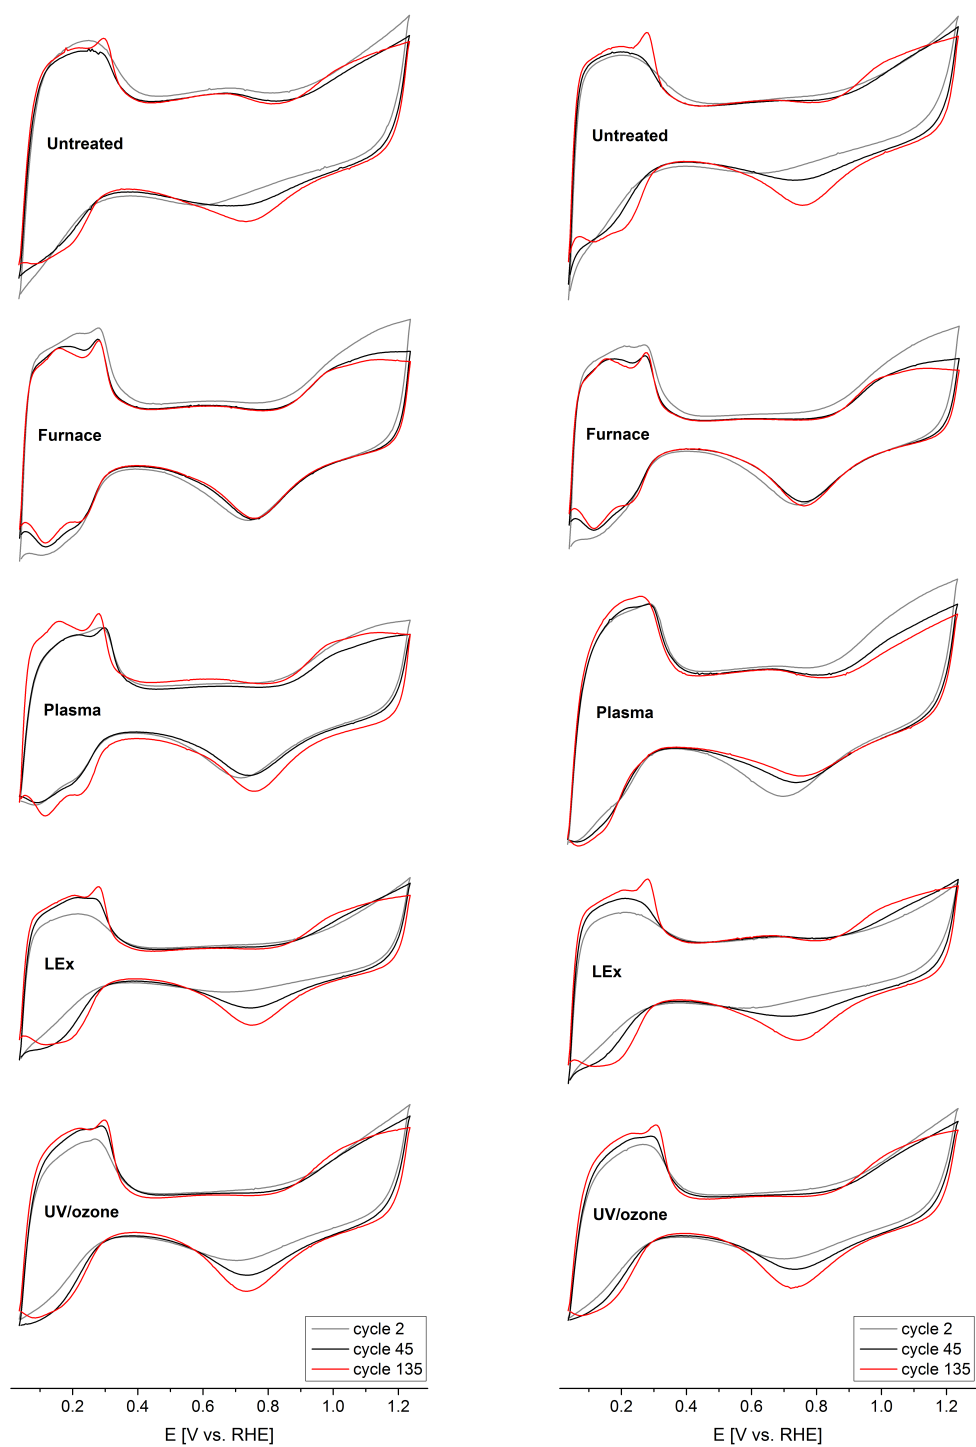 Untreated
Furnace
Plasma
LEx
UV/ozone
cycle 2
cycle 45
cycle 135
0.2 0.4 0.6 0.8 1.0 1.2
E [V vs. RHE]
Untreated
Furnace
Plasma
LEx
UV/ozone
cycle 2
cycle 45
cycle 135
0.2 0.4 0.6 0.8 1.0 1.2
E [V vs. RHE]